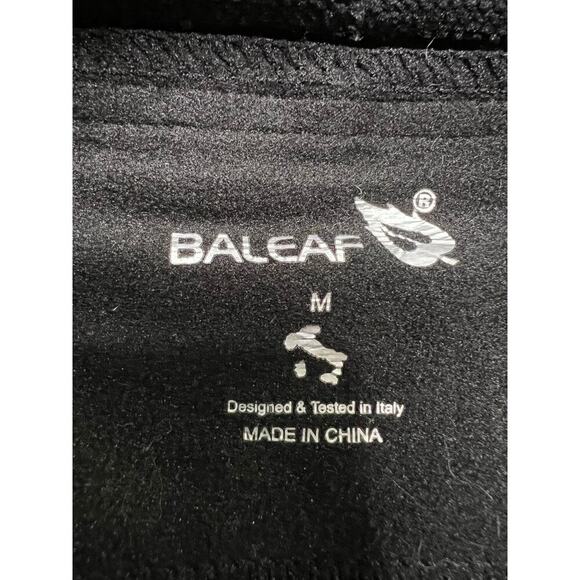 BALEAF ®
M
Designed & Tested in Italy
MADE IN CHINA